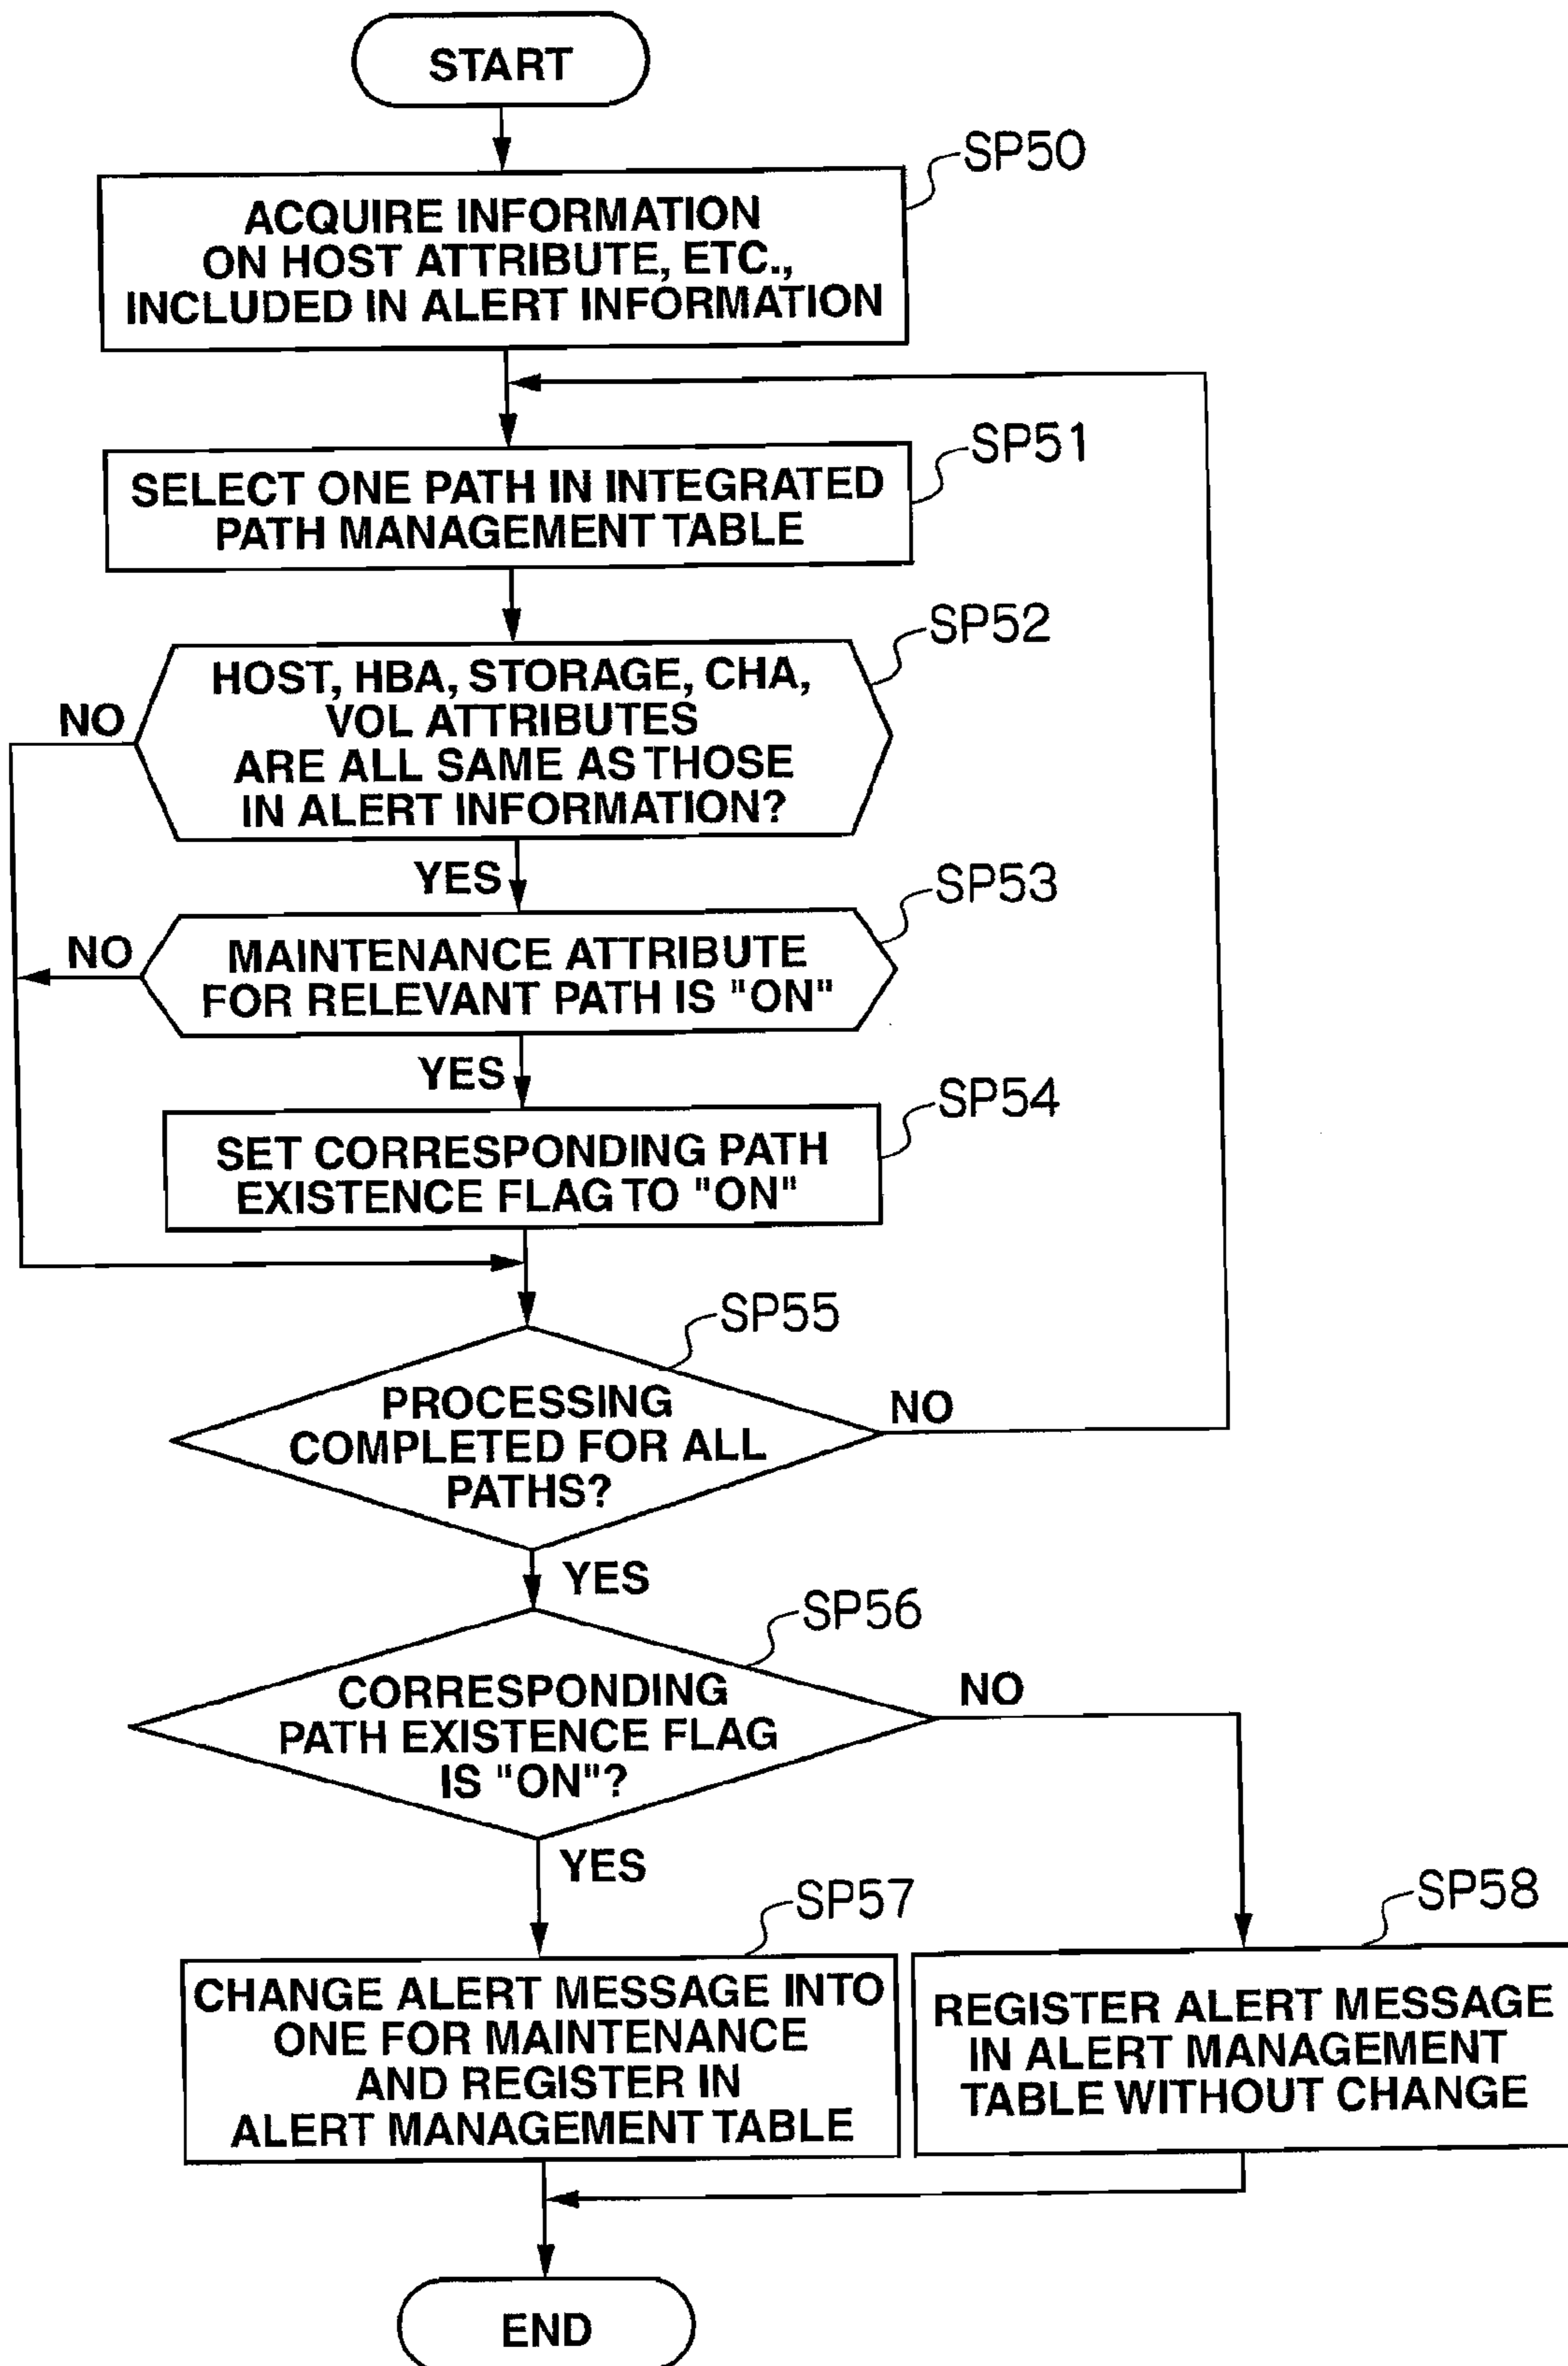 START
SP50
ACQUIRE INFORMATION
ON HOST ATTRIBUTE, ETC.,
INCLUDED IN ALERT INFORMATION
SP51
SELECT ONE PATH IN INTEGRATED
PATH MANAGEMENT TABLE
SP52
HOST, HBA, STORAGE, CHA,
VOL ATTRIBUTES
ARE ALL SAME AS THOSE
IN ALERT INFORMATION?
NO
YES
SP53
MAINTENANCE ATTRIBUTE
FOR RELEVANT PATH IS "ON"
NO
YES
SP54
SET CORRESPONDING PATH
EXISTENCE FLAG TO "ON"
SP55
PROCESSING
COMPLETED FOR ALL
PATHS?
NO
YES
SP56
CORRESPONDING
PATH EXISTENCE FLAG
IS "ON"?
NO
YES
SP57
CHANGE ALERT MESSAGE INTO
ONE FOR MAINTENANCE
AND REGISTER IN
ALERT MANAGEMENT TABLE
SP58
REGISTER ALERT MESSAGE
IN ALERT MANAGEMENT
TABLE WITHOUT CHANGE
END